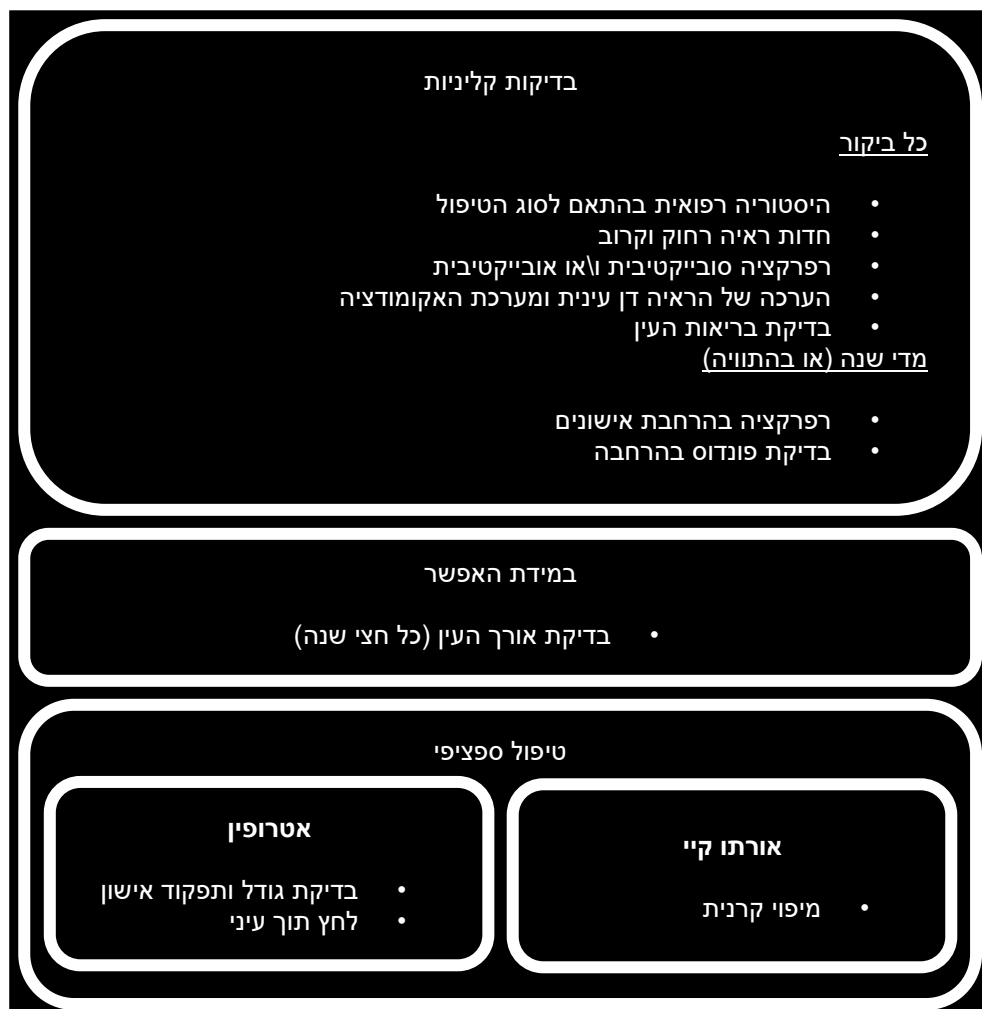 בדיקות קליניות
כל ביקור
• היסטוריה רפואית בהתאם לסוג הטיפול
• חדות ראיה רחוק וקרוב
• רפרקציה סובייקטיבית ו\או אובייקטיבית
• הערכה של הראיה דן עינית ומערכת האקומודציה
• בדיקת בריאות העין
מדי שנה (או בהתוויה)
• רפרקציה בהרחבת אישונים
• בדיקת פונדוס בהרחבה
במידת האפשר
• בדיקת אורך העין (כל חצי שנה)
טיפול ספציפי
אורתו קיי
• מיפוי קרנית
אטרופין
• בדיקת גודל ותפקוד אישון
• לחץ תוך עיני